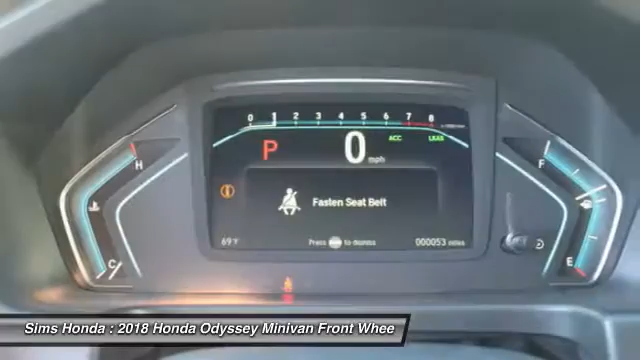 0 1 2 3 4 5 6 7 8
P 0 mph
ACC LKAS
H F
Fasten Seat Belt
69°F Press to dismiss 000053 miles
C E
Sims Honda : 2018 Honda Odyssey Minivan Front Whee